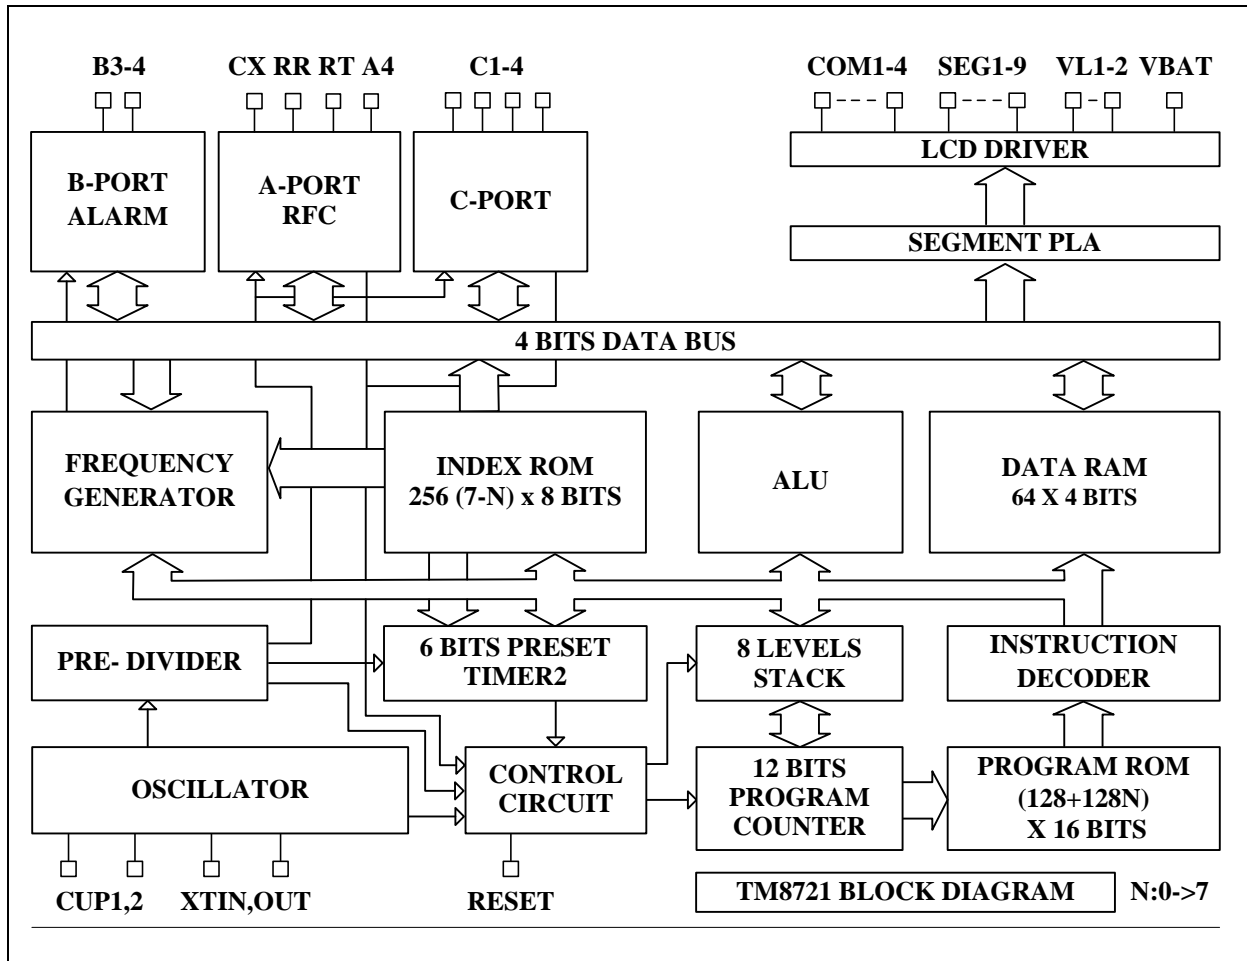 B3-4
CX RR RT A4
C1-4
COM1-4
SEG1-9
VL1-2
VBAT
LCD DRIVER
B-PORT
ALARM
A-PORT
RFC
C-PORT
SEGMENT PLA
4 BITS DATA BUS
FREQUENCY
GENERATOR
INDEX ROM
256 (7-N) x 8 BITS
ALU
DATA RAM
64 X 4 BITS
PRE- DIVIDER
6 BITS PRESET
TIMER2
8 LEVELS
STACK
INSTRUCTION
DECODER
OSCILLATOR
CONTROL
CIRCUIT
12 BITS
PROGRAM
COUNTER
PROGRAM ROM
(128+128N)
X 16 BITS
CUP1,2
XTIN,OUT
RESET
TM8721 BLOCK DIAGRAM
N:0->7